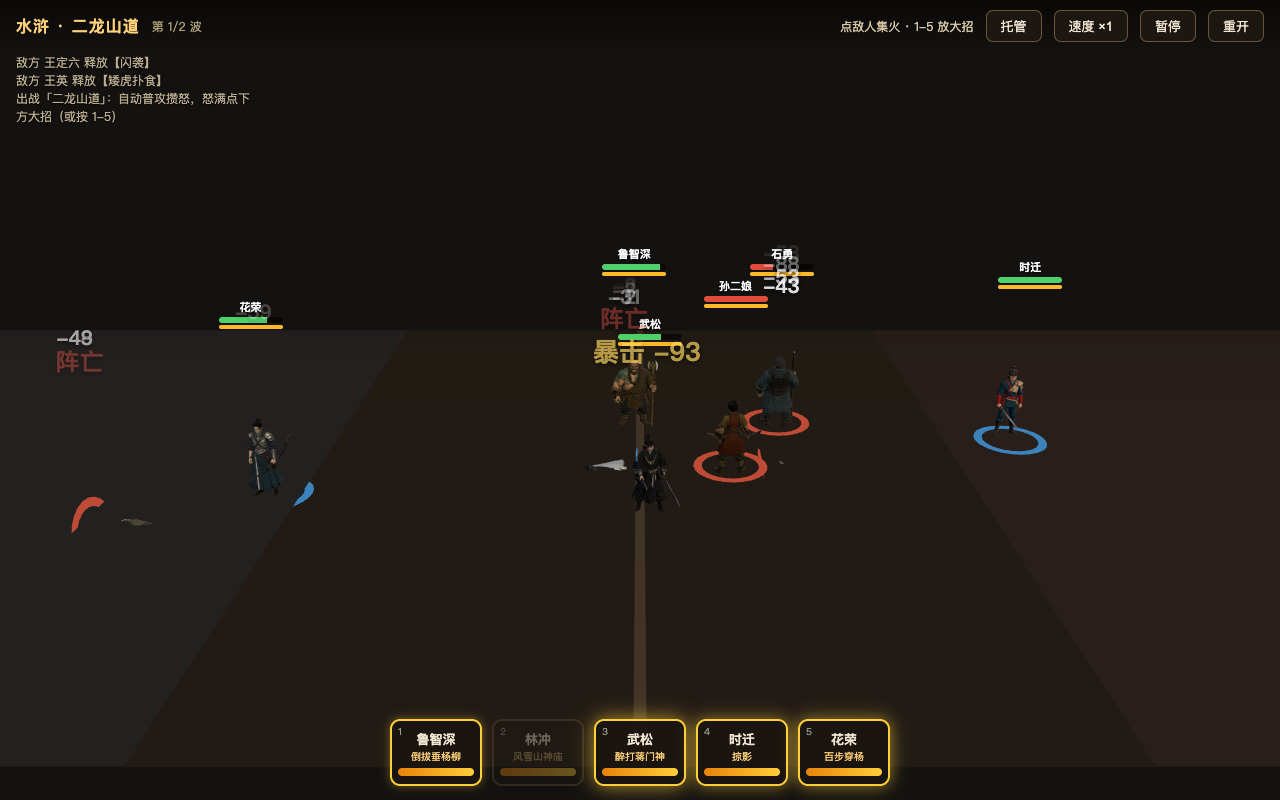 水浒 · 二龙山道 第 1/2 波
点敌人集火 · 1–5 放大招 托管 速度 ×1 暂停 重开
敌方 王定六 释放【闪袭】
敌方 王英 释放【矮虎扑食】
出战「二龙山道」：自动普攻攒怒，怒满点下
方大招（或按 1–5）
鲁智深
石勇
时迁
孙二娘
-43
花荣
-31
阵亡
武松
-48
阵亡
暴击 -93
1 鲁智深 倒拔垂杨柳
2 林冲 风雪山神庙
3 武松 醉打蒋门神
4 时迁 掠影
5 花荣 百步穿杨